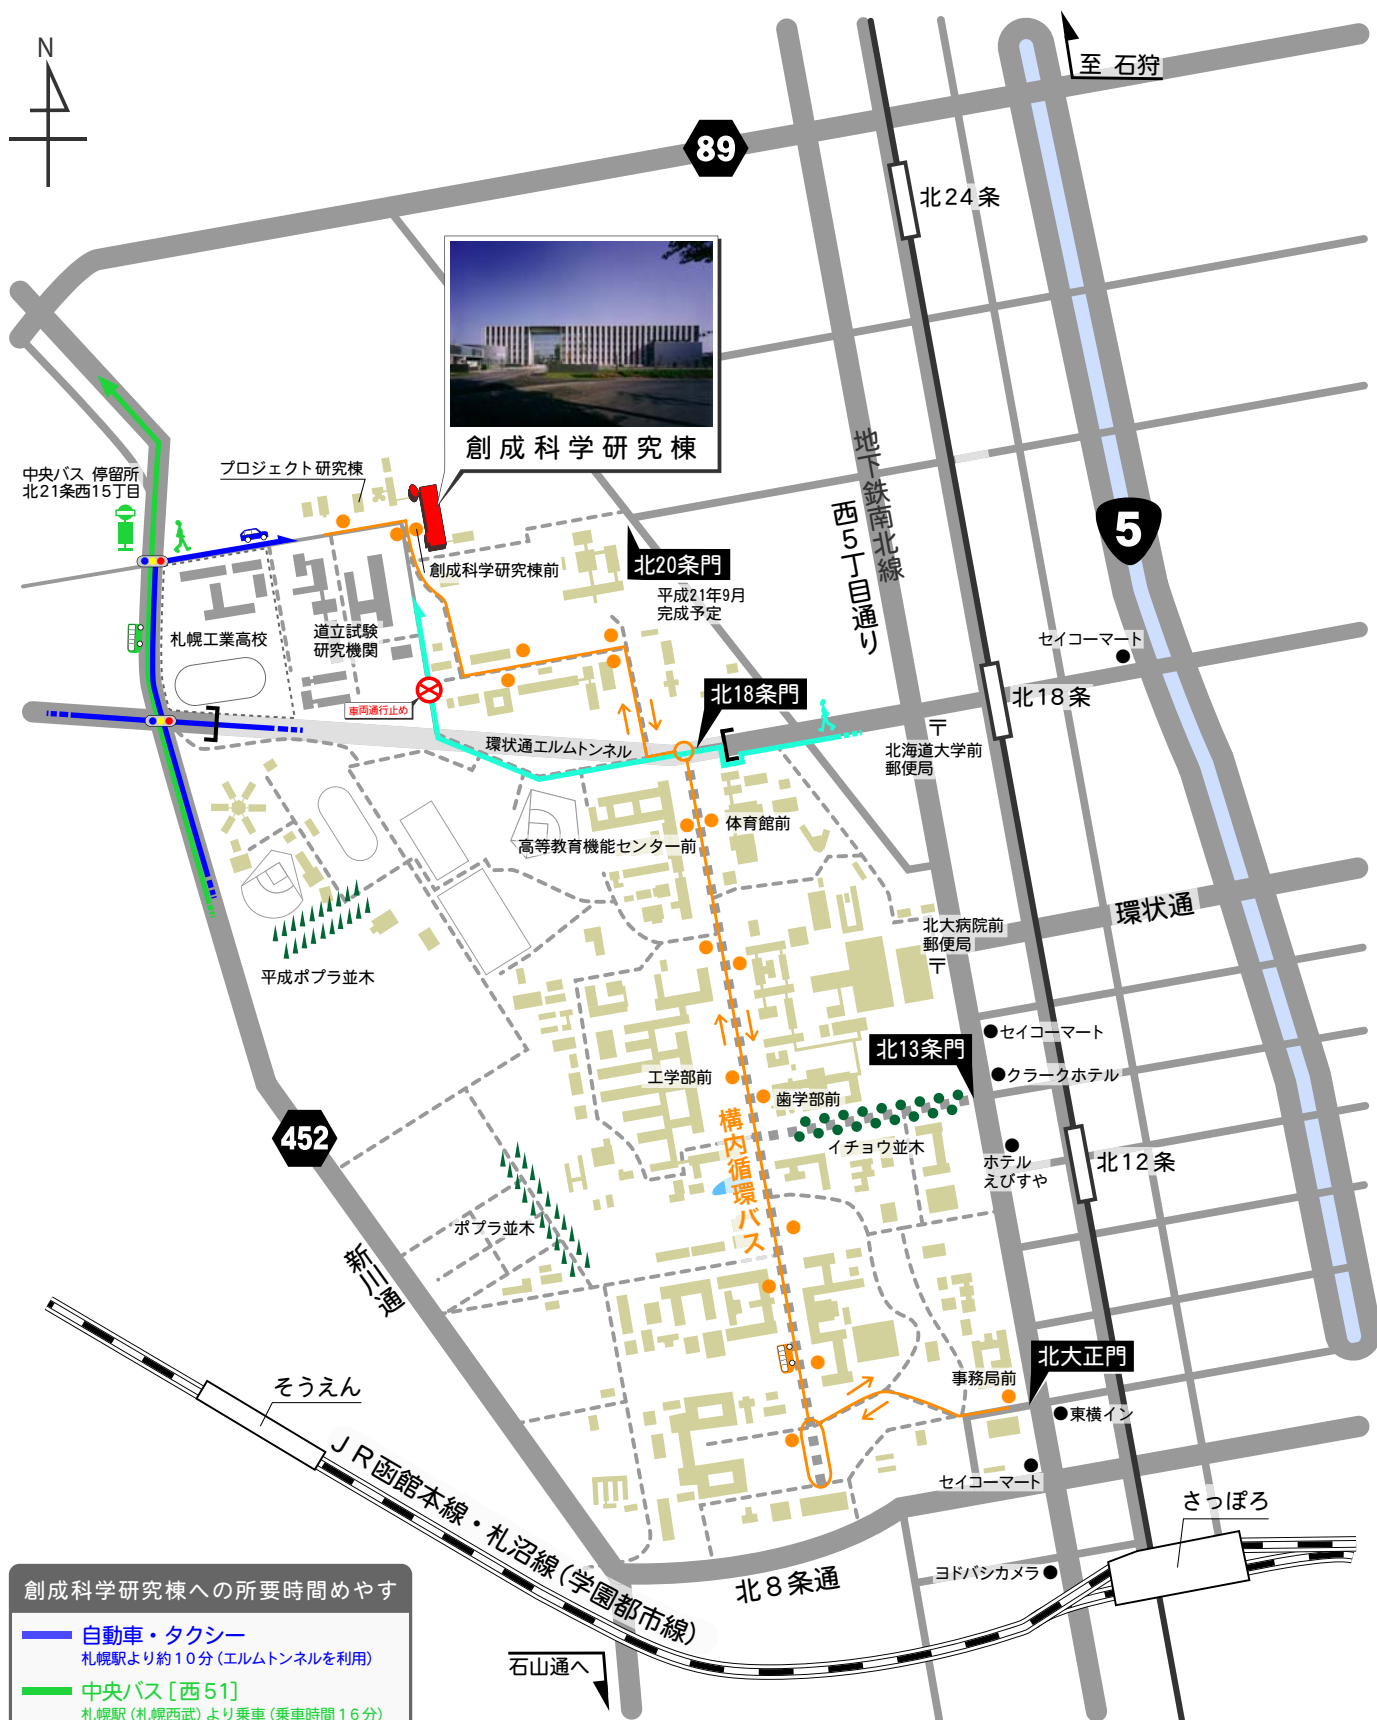 N
至 石狩
89
北24条
創成科学研究棟
地下鉄南北線
西5丁目通り
中央バス 停留所
北21条西15丁目
プロジェクト研究棟
5
創成科学研究棟前
北20条門
平成21年9月
完成予定
札幌工業高校
道立試験
研究機関
セイコーマート
車両通行止め
北18条門
北18条
〒
北海道大学前
郵便局
環状通エルムトンネル
体育館前
高等教育機能センター前
環状通
北大病院前
郵便局
〒
平成ポプラ並木
セイコーマート
北13条門
クラークホテル
工学部前
歯学部前
構内循環バス
452
イチョウ並木
ホテル
えびすや
北12条
ポプラ並木
新川通
北大正門
事務局前
そうえん
東横イン
JR函館本線・札沼線(学園都市線)
セイコーマート
さっぽろ
ヨドバシカメラ
北8条通
石山通へ
創成科学研究棟への所要時間めやす
自動車・タクシー
札幌駅より約10分(エルムトンネルを利用)
中央バス[西51]
札幌駅(札幌西武)より乗車(乗車時間16分)